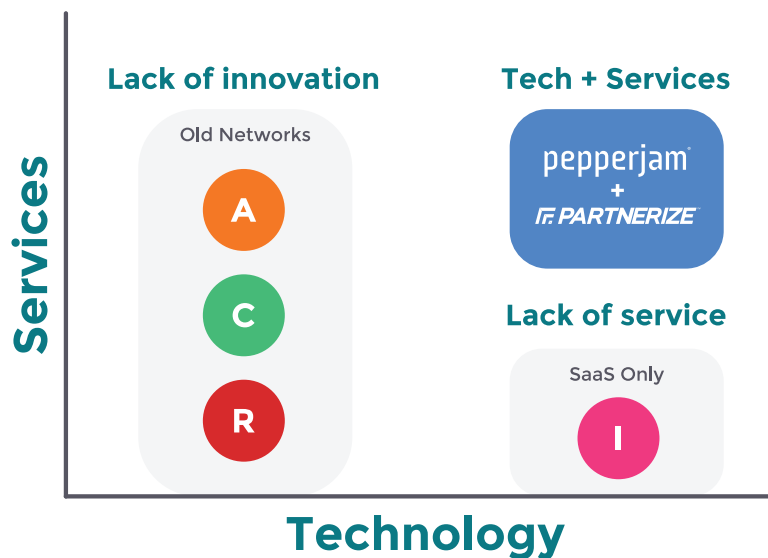 Lack of innovation
Old Networks
A
C
R
Tech + Services
pepperjam
+
PARTNERIZE
Lack of service
SaaS Only
I
Services
Technology